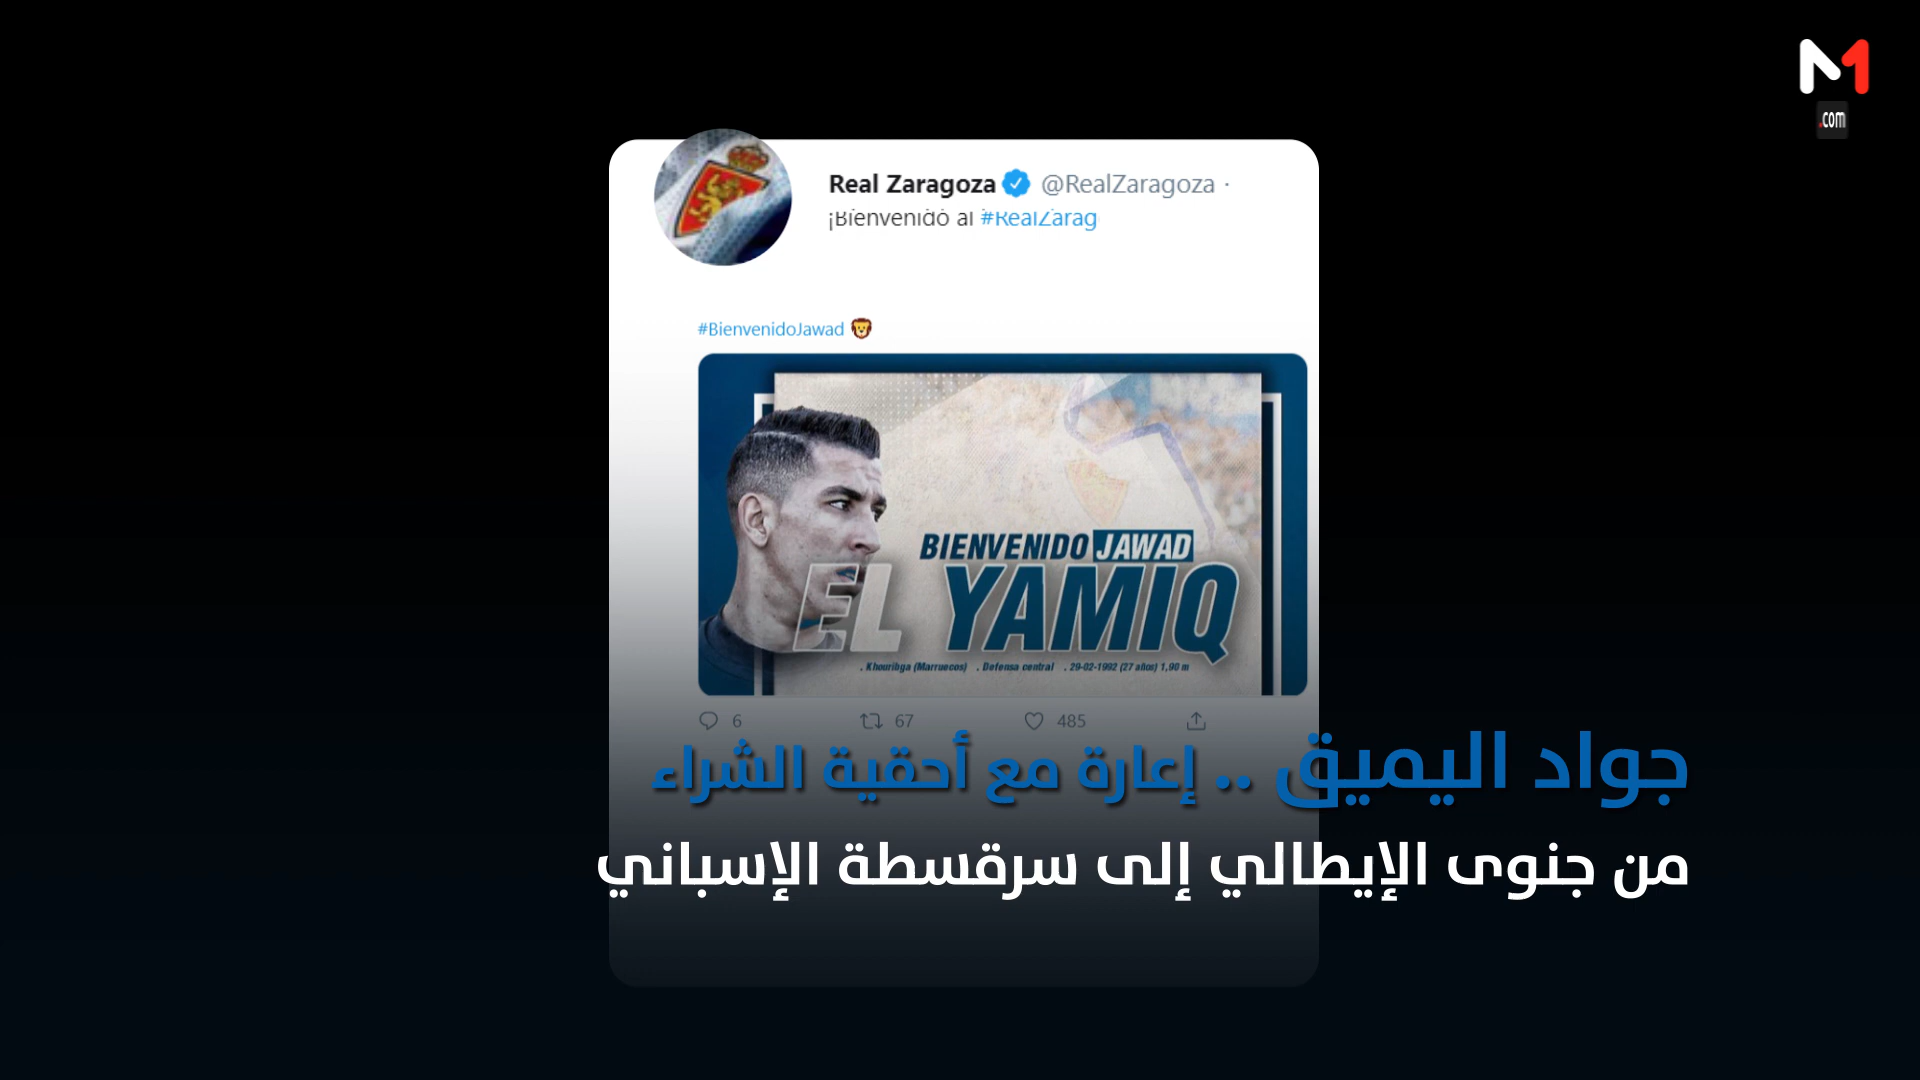 M1
.com
Real Zaragoza @RealZaragoza ·
¡Bienvenido al #RealZarag
#BienvenidoJawad
BIENVENIDO JAWAD
EL YAMIQ
. Khouribga (Marruecos) . Defensa central . 29-02-1992 (27 años) 1,90 m
6 67 485
جواد اليميق .. إعارة مع أحقية الشراء
من جنوى الإيطالي إلى سرقسطة الإسباني